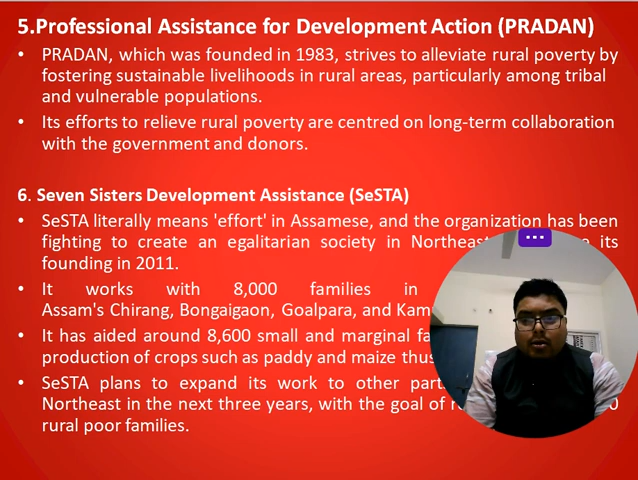 5.Professional Assistance for Development Action (PRADAN)
• PRADAN, which was founded in 1983, strives to alleviate rural poverty by
fostering sustainable livelihoods in rural areas, particularly among tribal
and vulnerable populations.
• Its efforts to relieve rural poverty are centred on long-term collaboration
with the government and donors.
6. Seven Sisters Development Assistance (SeSTA)
• SeSTA literally means 'effort' in Assamese, and the organization has been
fighting to create an egalitarian society in its
founding in 2011.
• It works with 8,000 families in
Assam's Chirang, Bongaigaon, Goalpara, and
• It has aided around 8,600 small and marginal
production of crops such as paddy and maize
• SeSTA plans to expand its work to other
Northeast in the next three years, with the goal of
rural poor families.